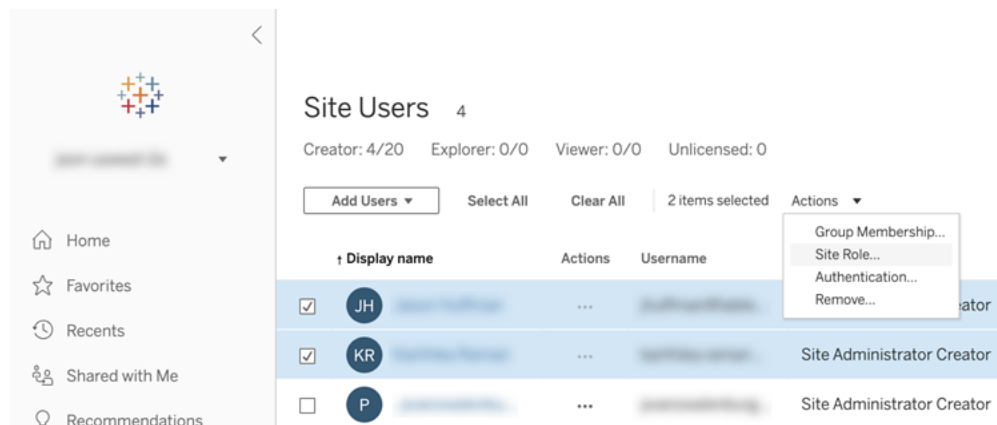 Site Users 4
Creator: 4/20 Explorer: 0/0 Viewer: 0/0 Unlicensed: 0
Add Users Select All Clear All 2 items selected Actions
Group Membership...
Site Role...
Authentication...
Remove...
Display name Actions Username
JH ... ator
KR ... Site Administrator Creator
P ... Site Administrator Creator
Home
Favorites
Recents
Shared with Me
Recommendations